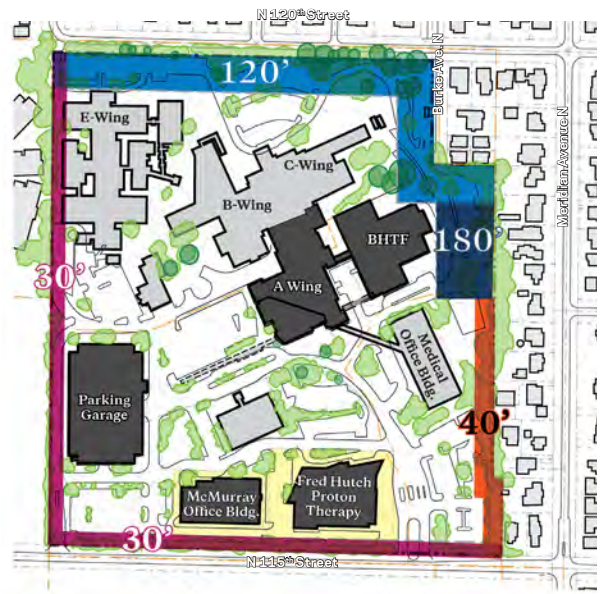 N 120th Street
120'
Burke Ave. N
Meridian Avenue N
E-Wing
C-Wing
B-Wing
BHTF
180'
30'
A Wing
Medical
Office Bldg.
Parking
Garage
40'
McMurray
Office Bldg.
Fred Hutch
Proton
Therapy
30'
N 115th Street